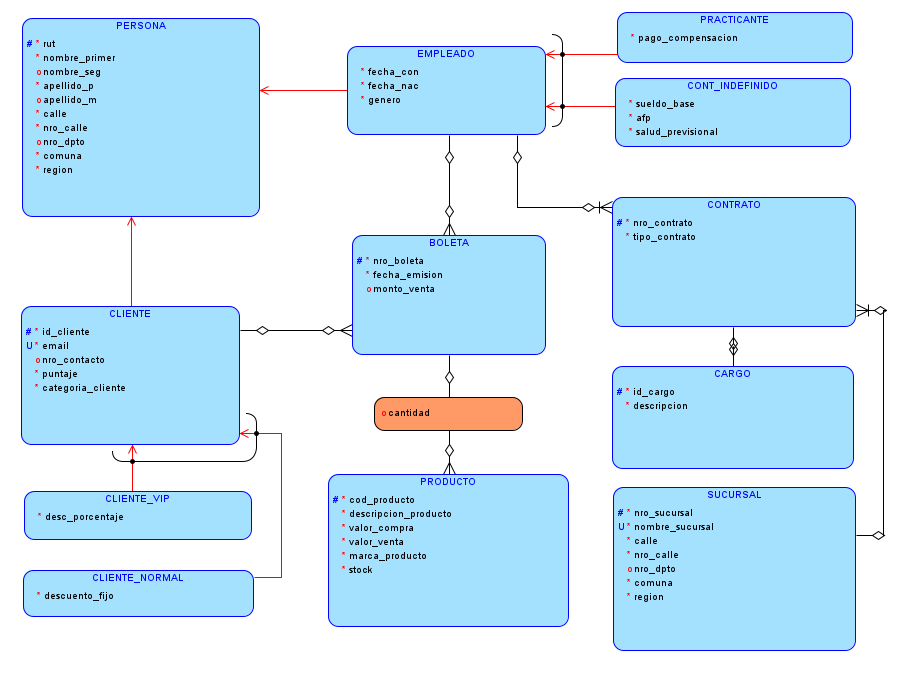 PERSONA
# * rut
* nombre_primer
o nombre_seg
* apellido_p
o apellido_m
* calle
* nro_calle
o nro_dpto
* comuna
* region
EMPLEADO
* fecha_con
* fecha_nac
* genero
PRACTICANTE
* pago_compensacion
CONT_INDEFINIDO
* sueldo_base
* afp
* salud_previsional
CONTRATO
# * nro_contrato
* tipo_contrato
BOLETA
# * nro_boleta
* fecha_emision
o monto_venta
CLIENTE
# * id_cliente
U * email
o nro_contacto
* puntaje
* categoria_cliente
CARGO
# * id_cargo
* descripcion
o cantidad
CLIENTE_VIP
* desc_porcentaje
PRODUCTO
# * cod_producto
* descripcion_producto
* valor_compra
* valor_venta
* marca_producto
* stock
SUCURSAL
# * nro_sucursal
U * nombre_sucursal
* calle
* nro_calle
o nro_dpto
* comuna
* region
CLIENTE_NORMAL
* descuento_fijo